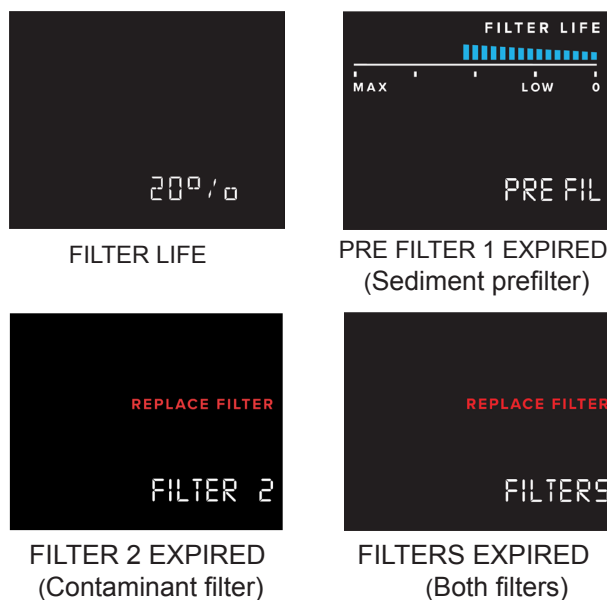 20%
FILTER LIFE
FILTER LIFE
MAX LOW 0
PRE FIL
PRE FILTER 1 EXPIRED
(Sediment prefilter)
REPLACE FILTER
FILTER 2
FILTER 2 EXPIRED
(Contaminant filter)
REPLACE FILTER
FILTERS
FILTERS EXPIRED
(Both filters)